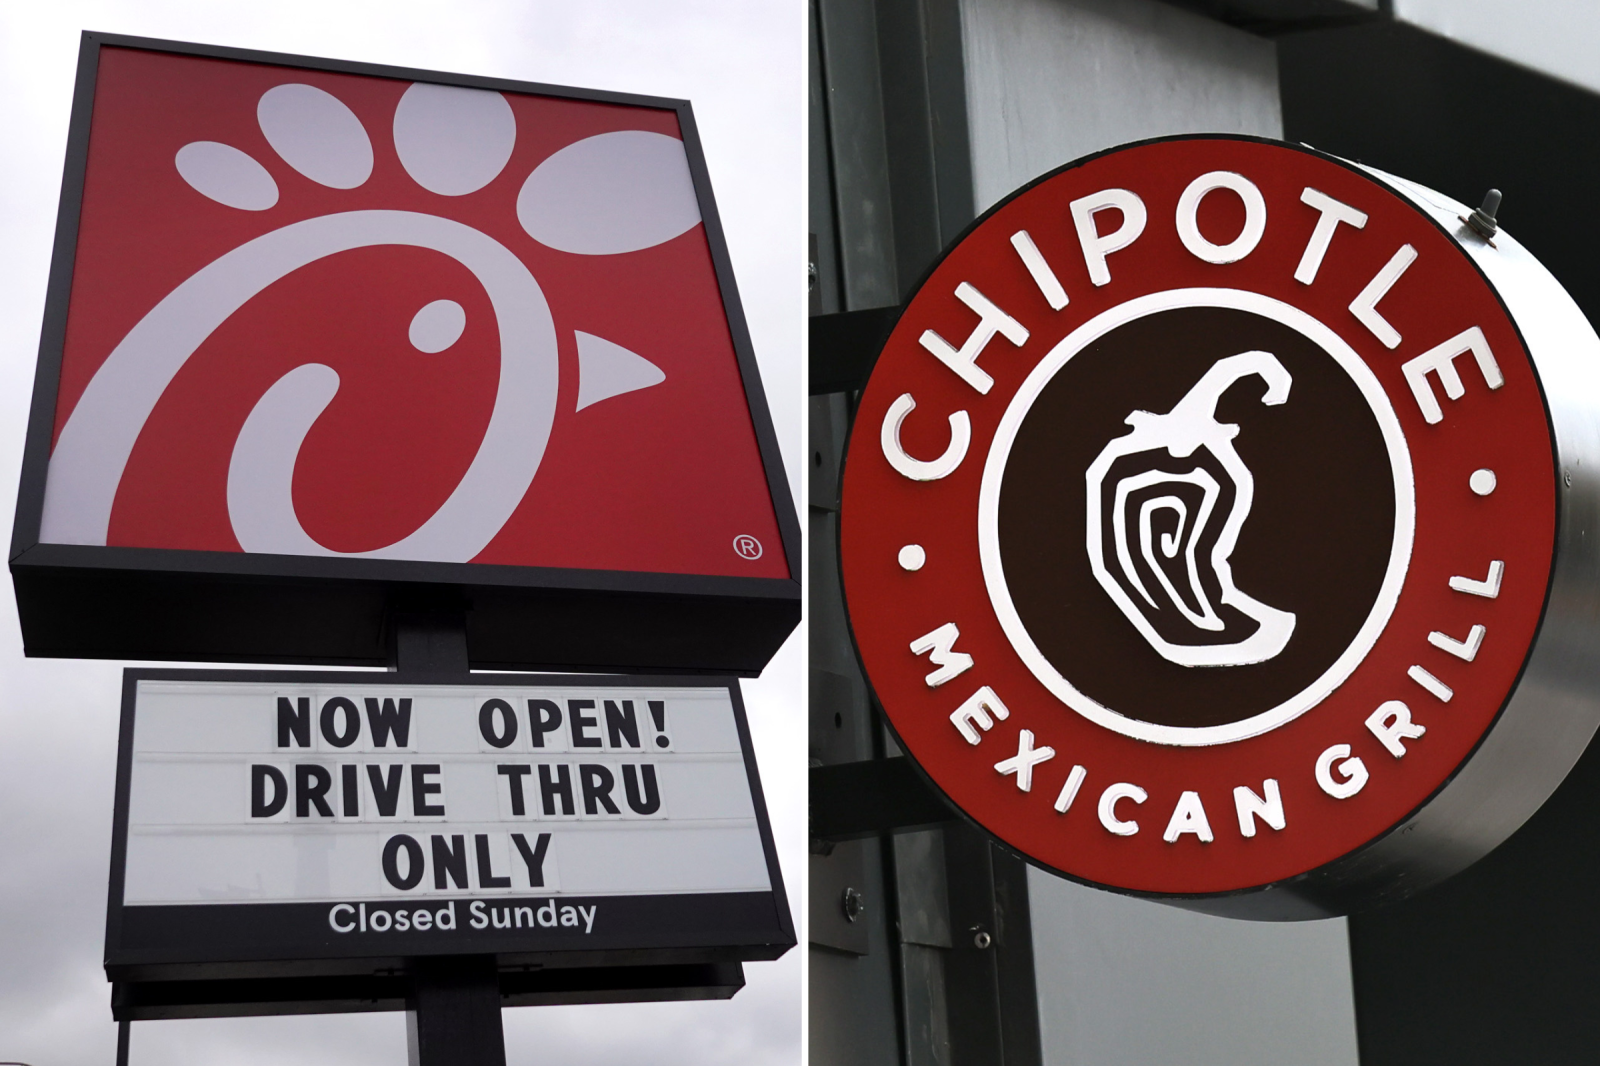 ®
NOW OPEN!
DRIVE THRU
ONLY
Closed Sunday
CHIPOTLE
MEXICAN GRILL